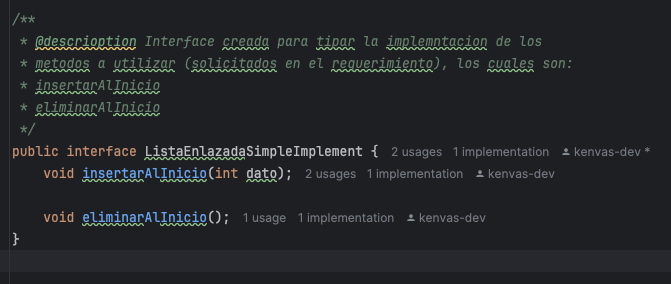 /**
 * @descrioption Interface creada para tipar la implemntacion de los
 * metodos a utilizar (solicitados en el requerimiento), los cuales son:
 * insertarAlInicio
 * eliminarAlInicio
 */
public interface ListaEnlazadaSimpleImplement {  2 usages  1 implementation  kenvas-dev *
    void insertarAlInicio(int dato);  2 usages  1 implementation  kenvas-dev
    void eliminarAlInicio();  1 usage  1 implementation  kenvas-dev
}